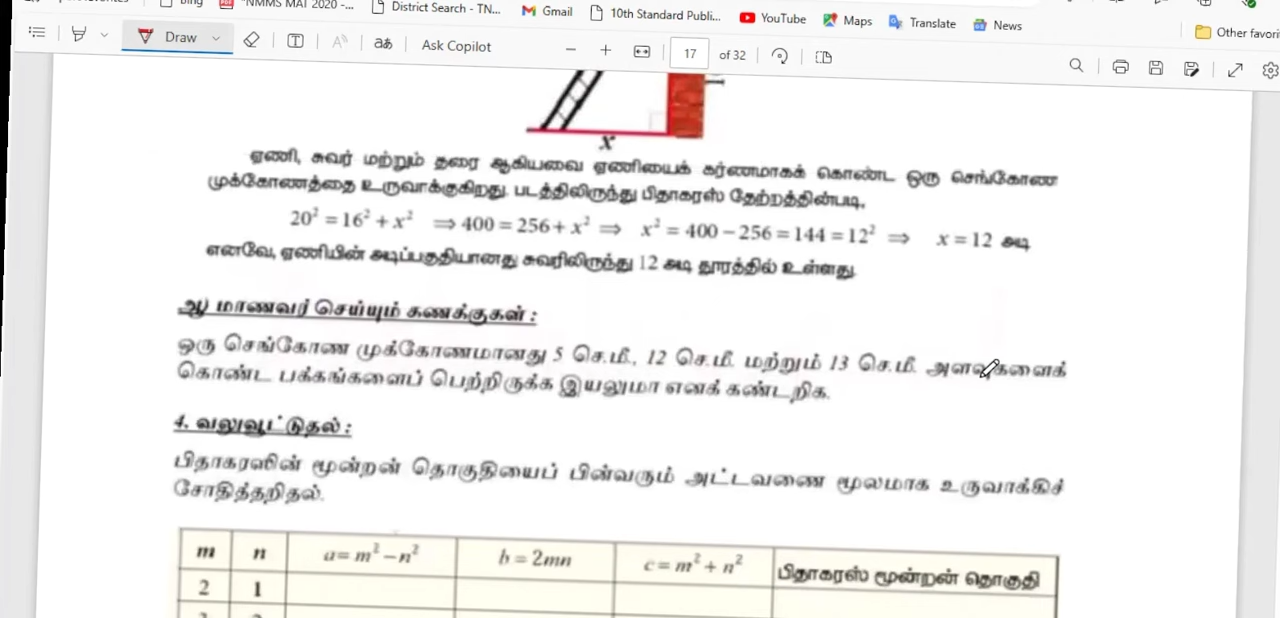 Bing "NMMS MAT 2020 -... District Search - TN... Gmail 10th Standard Publi... YouTube Maps Translate News
Other favori
Draw aあ Ask Copilot 17 of 32
x
ஏணி, சுவர் மற்றும் தரை ஆகியவை ஏணியைக் கர்ணமாகக் கொண்ட ஒரு செங்கோண
முக்கோணத்தை உருவாக்குகிறது. படத்திலிருந்து பிதாகரஸ் தேற்றத்தின்படி,
20² = 16² + x² ⇒ 400 = 256 + x² ⇒ x² = 400 − 256 = 144 = 12² ⇒ x = 12 அடி
எனவே, ஏணியின் அடிப்பகுதியானது சுவரிலிருந்து 12 அடி தூரத்தில் உள்ளது.
ஆ) மாணவர் செய்யும் கணக்குகள் :
ஒரு செங்கோண முக்கோணமானது 5 செ.மீ., 12 செ.மீ. மற்றும் 13 செ.மீ. அளவுகளைக்
கொண்ட பக்கங்களைப் பெற்றிருக்க இயலுமா எனக் கண்டறிக.
4. வலுவூட்டுதல் :
பிதாகரஸின் மூன்றன் தொகுதியைப் பின்வரும் அட்டவணை மூலமாக உருவாக்கிச்
சோதித்தறிதல்.
m n a = m² − n² b = 2mn c = m² + n² பிதாகரஸ் மூன்றன் தொகுதி
2 1